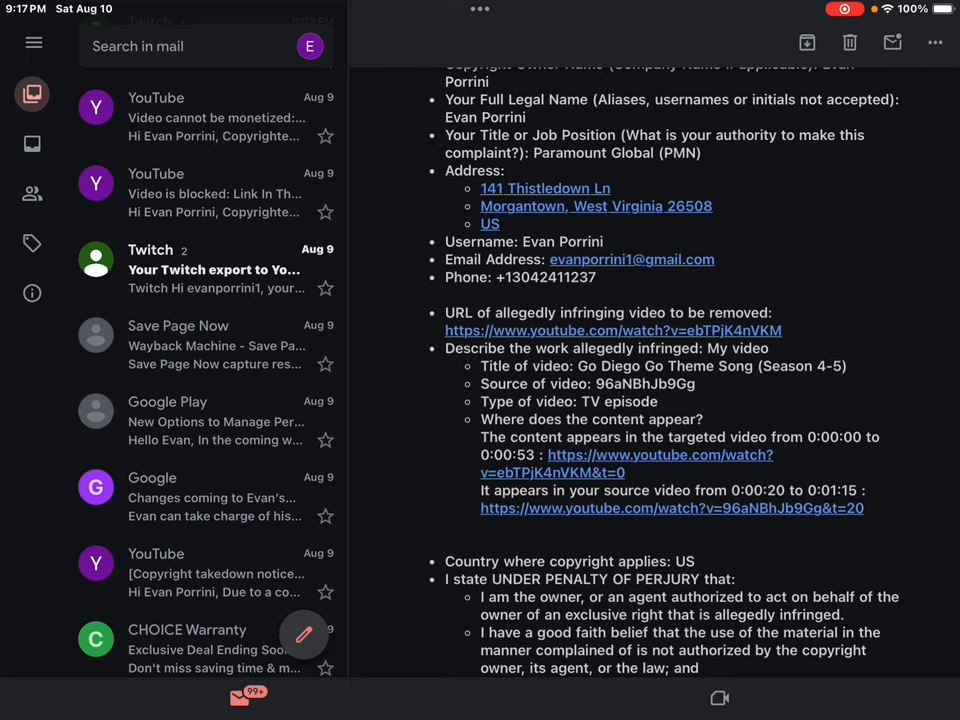 9:17 PM Sat Aug 10
100%
Search in mail
E
Y
YouTube
Aug 9
Video cannot be monetized:...
Hi Evan Porrini, Copyrighte...
Y
YouTube
Aug 9
Video is blocked: Link In Th...
Hi Evan Porrini, Copyrighte...
Twitch 2
Aug 9
Your Twitch export to Yo...
Twitch Hi evanporrini1, your...
Save Page Now
Aug 9
Wayback Machine - Save Pa...
Save Page Now capture res...
Google Play
Aug 9
New Options to Manage Per...
Hello Evan, In the coming w...
G
Google
Aug 9
Changes coming to Evan's...
Evan can take charge of his...
Y
YouTube
Aug 9
[Copyright takedown notice...
Hi Evan Porrini, Due to a co...
C
CHOICE Warranty
9
Exclusive Deal Ending Soo
Don't miss saving time & m...
99+
Copyright Owner Name (Company Name if applicable): Evan
Porrini
Your Full Legal Name (Aliases, usernames or initials not accepted):
Evan Porrini
Your Title or Job Position (What is your authority to make this
complaint?): Paramount Global (PMN)
Address:
141 Thistledown Ln
Morgantown, West Virginia 26508
US
Username: Evan Porrini
Email Address: evanporrini1@gmail.com
Phone: +13042411237
URL of allegedly infringing video to be removed:
https://www.youtube.com/watch?v=ebTPjK4nVKM
Describe the work allegedly infringed: My video
Title of video: Go Diego Go Theme Song (Season 4-5)
Source of video: 96aNBhJb9Gg
Type of video: TV episode
Where does the content appear?
The content appears in the targeted video from 0:00:00 to
0:00:53 : https://www.youtube.com/watch?
v=ebTPjK4nVKM&t=0
It appears in your source video from 0:00:20 to 0:01:15 :
https://www.youtube.com/watch?v=96aNBhJb9Gg&t=20
Country where copyright applies: US
I state UNDER PENALTY OF PERJURY that:
I am the owner, or an agent authorized to act on behalf of the
owner of an exclusive right that is allegedly infringed.
I have a good faith belief that the use of the material in the
manner complained of is not authorized by the copyright
owner, its agent, or the law; and